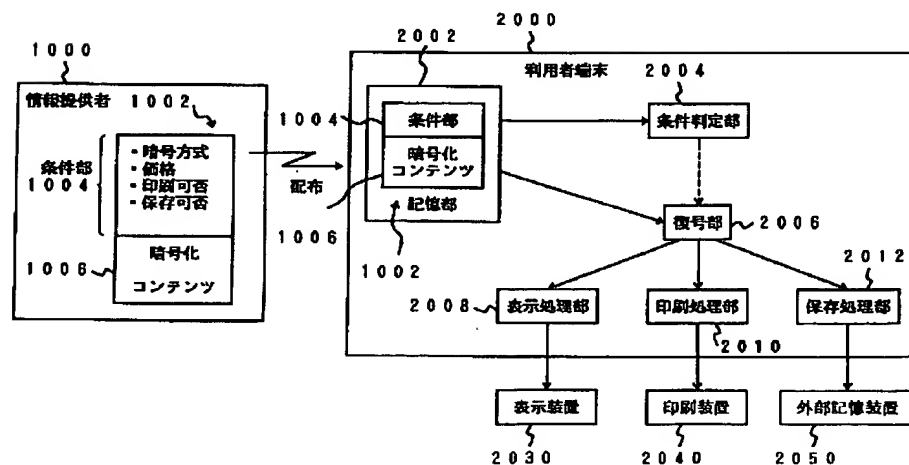 1000
情報提供者
1002
条件部
1004
・暗号方式
・価格
・印刷可否
・保存可否
1006
暗号化
コンテンツ
配布
2002
2000
利用者端末
1004
条件部
暗号化
コンテンツ
記憶部
1006
1002
2004
条件判定部
復号部
2006
2012
2008
表示処理部
印刷処理部
保存処理部
2010
表示装置
印刷装置
外部記憶装置
2030
2040
2050